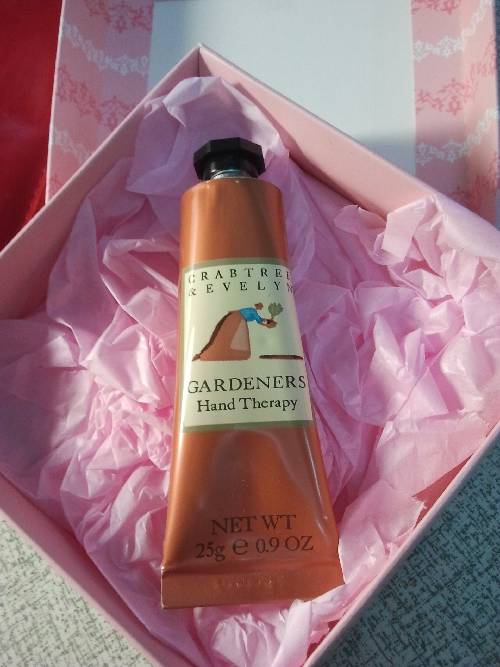 CRABTREE
& EVELYN
GARDENERS
Hand Therapy
NET WT
25g ℮ 0.9 OZ